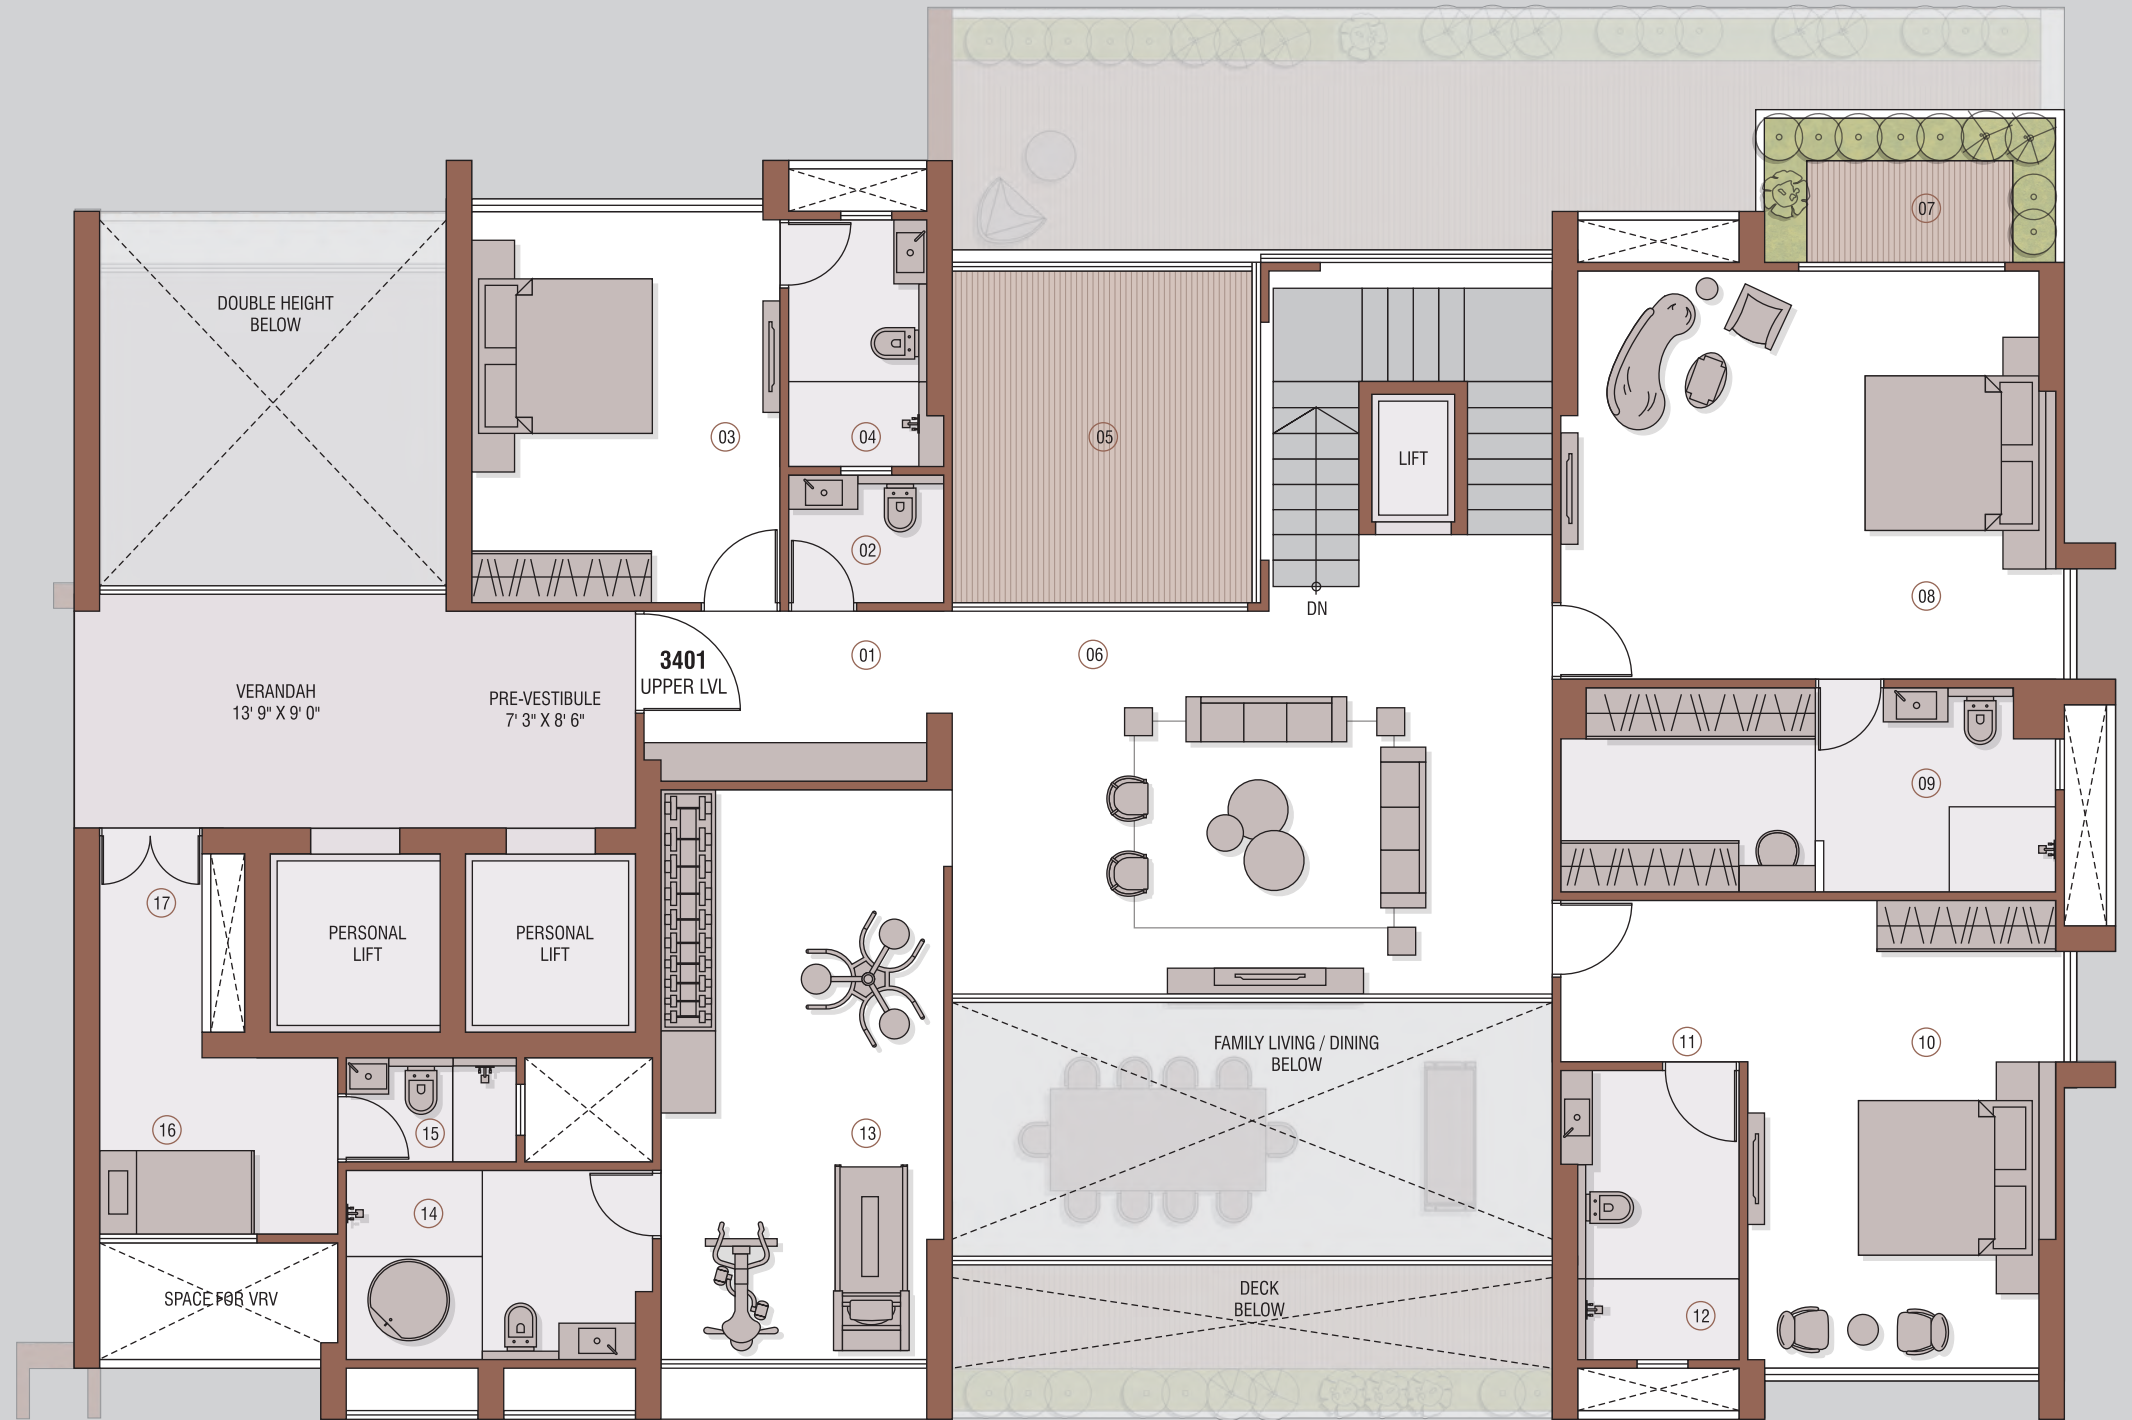 07
DOUBLE HEIGHT
BELOW
03
04
05
LIFT
02
08
DN
01
06
3401
UPPER LVL
VERANDAH
13' 9" X 9' 0"
PRE-VESTIBULE
7' 3" X 8' 6"
09
17
PERSONAL
LIFT
PERSONAL
LIFT
FAMILY LIVING / DINING
BELOW
11
10
16
15
13
14
SPACE FOR VRV
DECK
BELOW
12